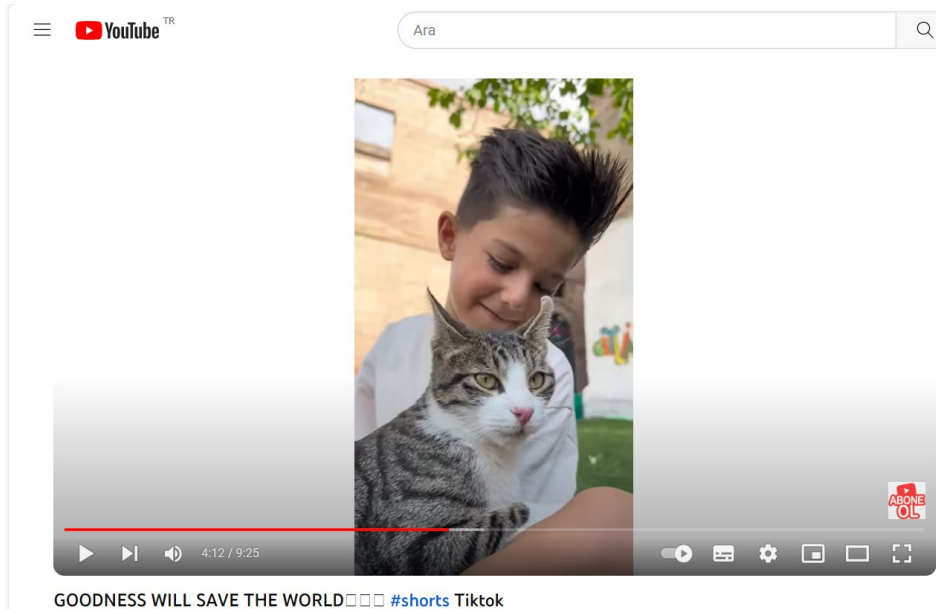 YouTube TR
Ara
ABONE
OL
4:12 / 9:25
GOODNESS WILL SAVE THE WORLD□□□ #shorts Tiktok